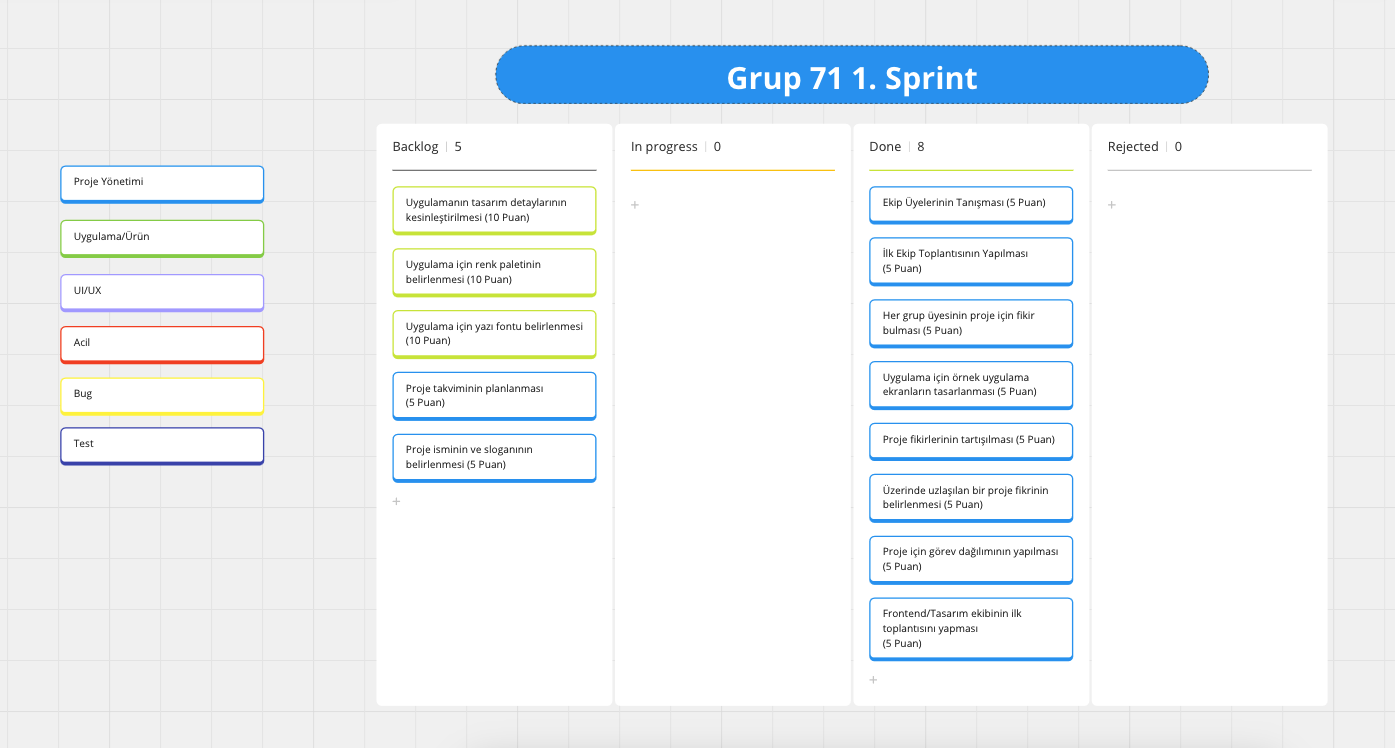 Grup 71 1. Sprint
Proje Yönetimi
Uygulama/Ürün
UI/UX
Acil
Bug
Test
Backlog | 5
Uygulamanın tasarım detaylarının
kesinleştirilmesi (10 Puan)
Uygulama için renk paletinin
belirlenmesi (10 Puan)
Uygulama için yazı fontu belirlenmesi
(10 Puan)
Proje takviminin planlanması
(5 Puan)
Proje isminin ve sloganının
belirlenmesi (5 Puan)
+
In progress | 0
+
Done | 8
Ekip Üyelerinin Tanışması (5 Puan)
İlk Ekip Toplantısının Yapılması
(5 Puan)
Her grup üyesinin proje için fikir
bulması (5 Puan)
Uygulama için örnek uygulama
ekranların tasarlanması (5 Puan)
Proje fikirlerinin tartışılması (5 Puan)
Üzerinde uzlaşılan bir proje fikrinin
belirlenmesi (5 Puan)
Proje için görev dağılımının yapılması
(5 Puan)
Frontend/Tasarım ekibinin ilk
toplantısını yapması
(5 Puan)
+
Rejected | 0
+